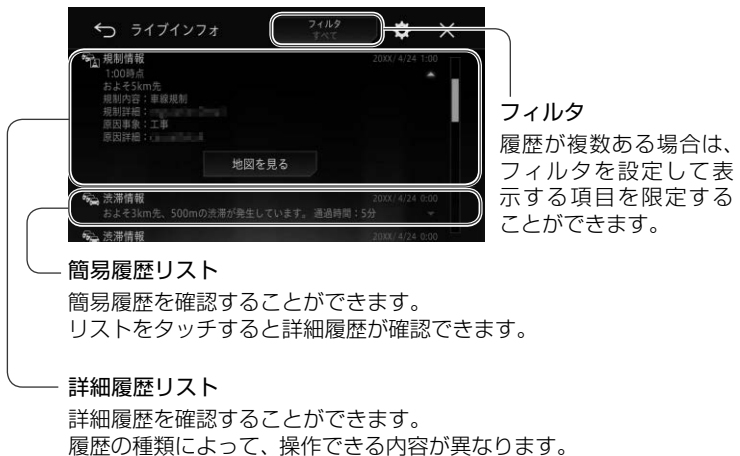 ライブインフォ
フィルタ
すべて
規制情報
20XX/ 4/24 1:00
1:00時点
およそ5km先
規制内容：車線規制
規制詳細：
原因事象：工事
原因詳細：
地図を見る
渋滞情報
20XX/ 4/24 0:00
およそ3km先、500mの渋滞が発生しています。 通過時間：5分
渋滞情報
20XX/ 4/24 0:00
フィルタ
履歴が複数ある場合は、
フィルタを設定して表
示する項目を限定する
ことができます。
簡易履歴リスト
簡易履歴を確認することができます。
リストをタッチすると詳細履歴が確認できます。
詳細履歴リスト
詳細履歴を確認することができます。
履歴の種類によって、操作できる内容が異なります。